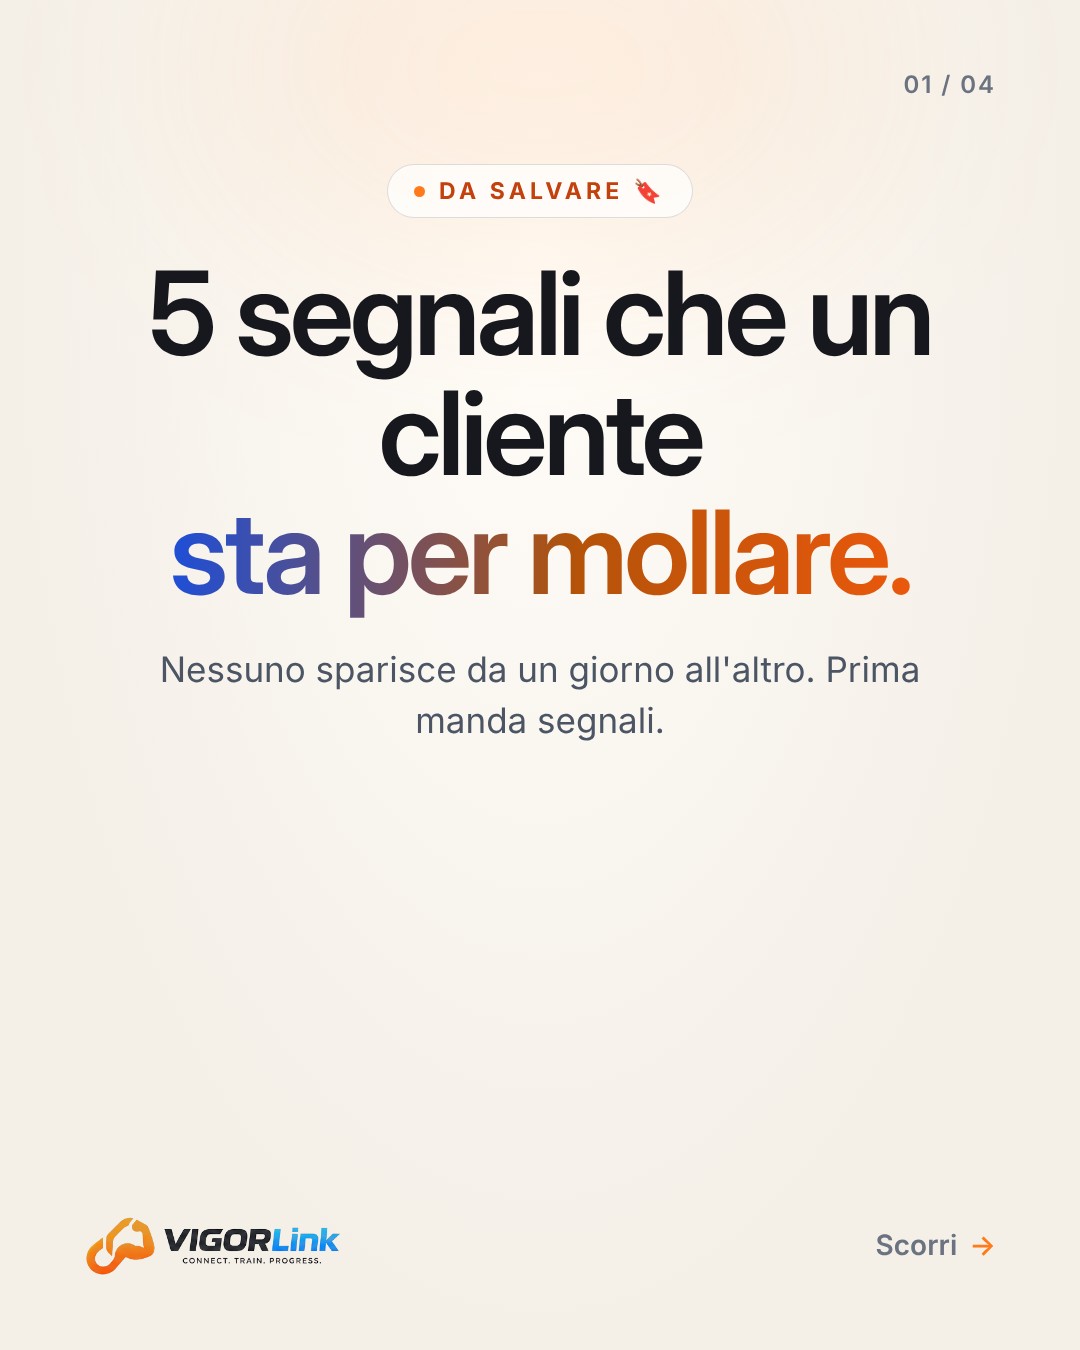 01 / 04
DA SALVARE 🔖
5 segnali che un
cliente
sta per mollare.
Nessuno sparisce da un giorno all'altro. Prima
manda segnali.
VIGORLink
CONNECT. TRAIN. PROGRESS.
Scorri →